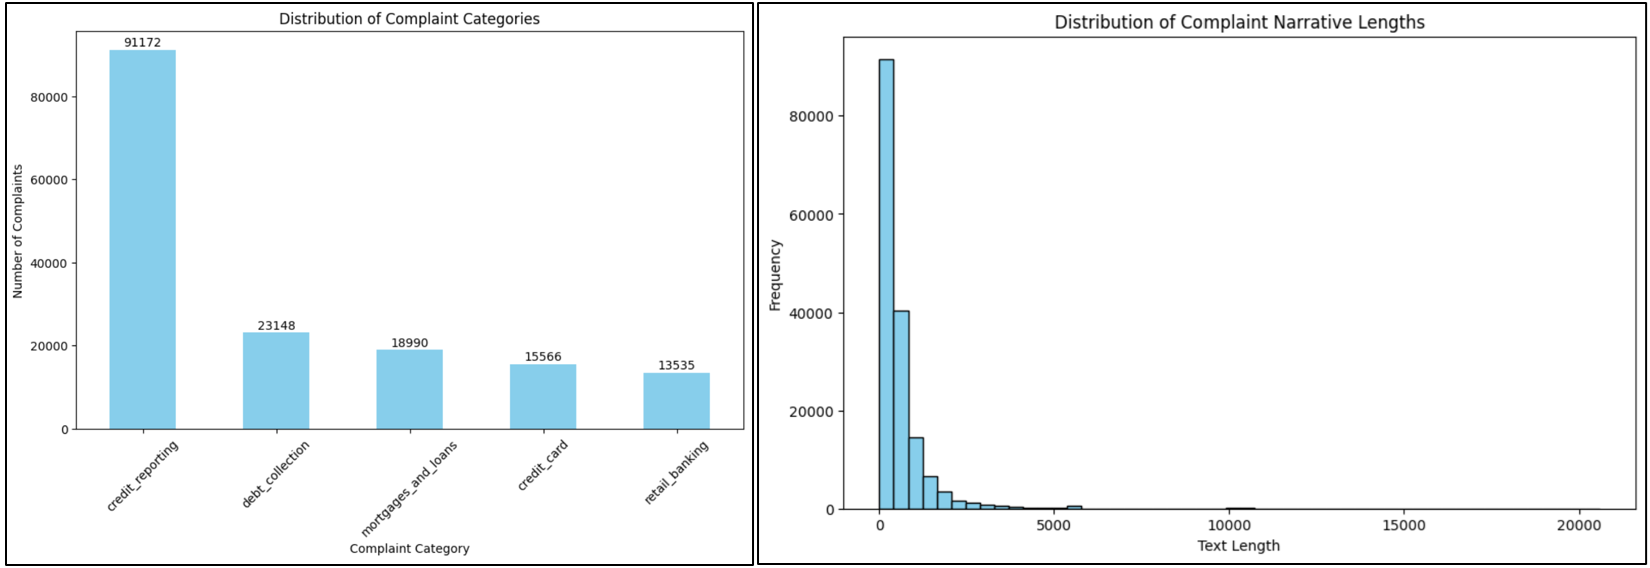 Distribution of Complaint Categories
91172
23148
18990
15566
13535
80000
60000
40000
20000
0
Number of Complaints
credit_reporting
debt_collection
mortgages_and_loans
credit_card
retail_banking
Complaint Category
Distribution of Complaint Narrative Lengths
80000
60000
40000
20000
0
Frequency
0 5000 10000 15000 20000
Text Length